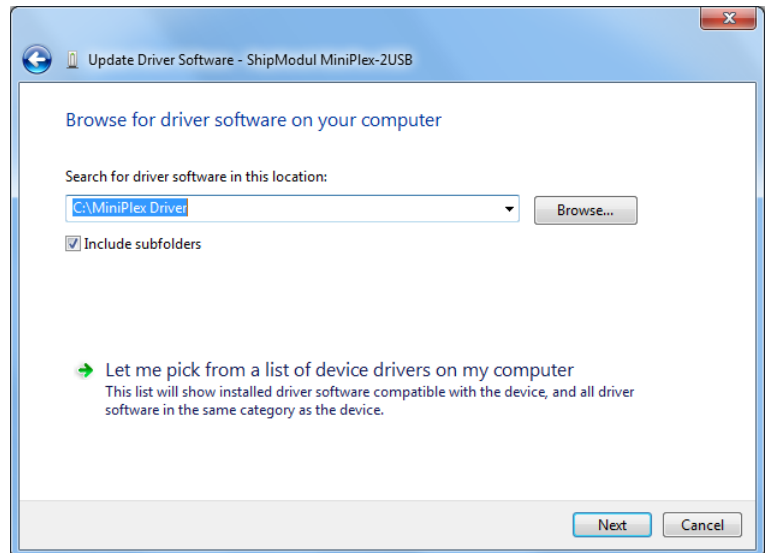 Update Driver Software - ShipModul MiniPlex-2USB
Browse for driver software on your computer
Search for driver software in this location:
C:\MiniPlex Driver
Browse...
Include subfolders
Let me pick from a list of device drivers on my computer
This list will show installed driver software compatible with the device, and all driver
software in the same category as the device.
Next
Cancel